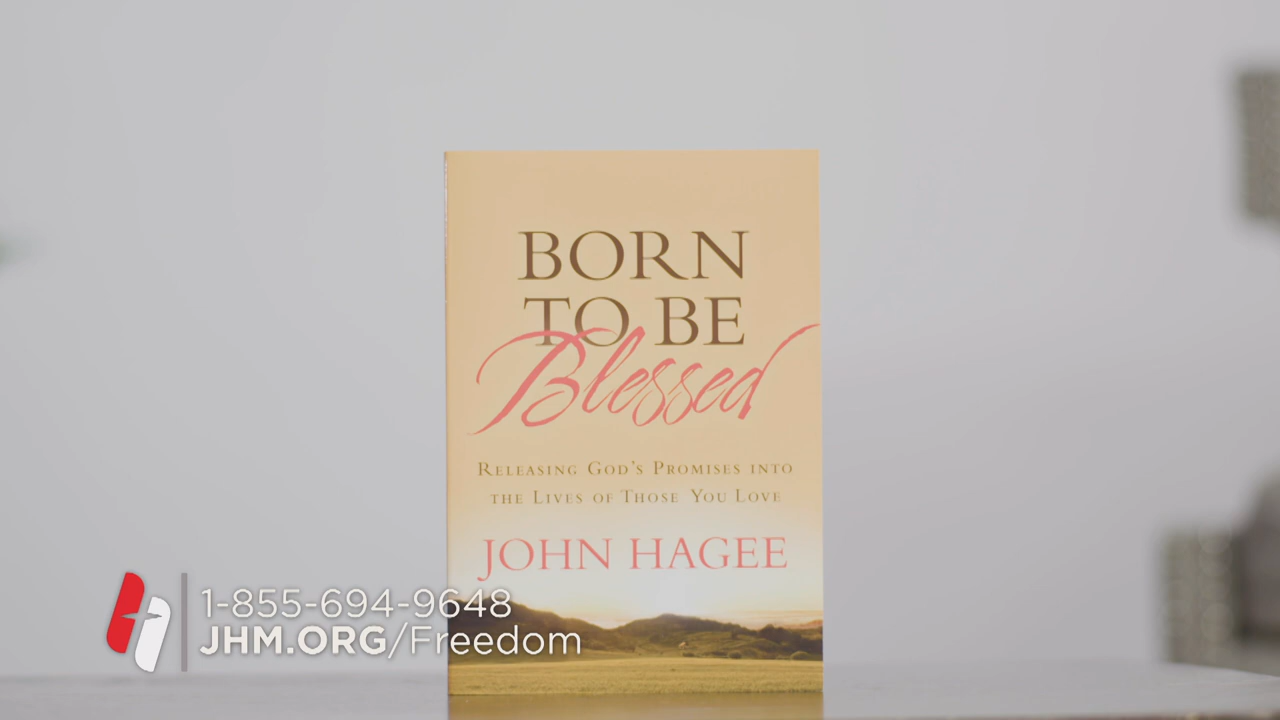 BORN
TO BE
Blessed
RELEASING GOD'S PROMISES INTO
THE LIVES OF THOSE YOU LOVE
JOHN HAGEE
1-855-694-9648
JHM.ORG/Freedom